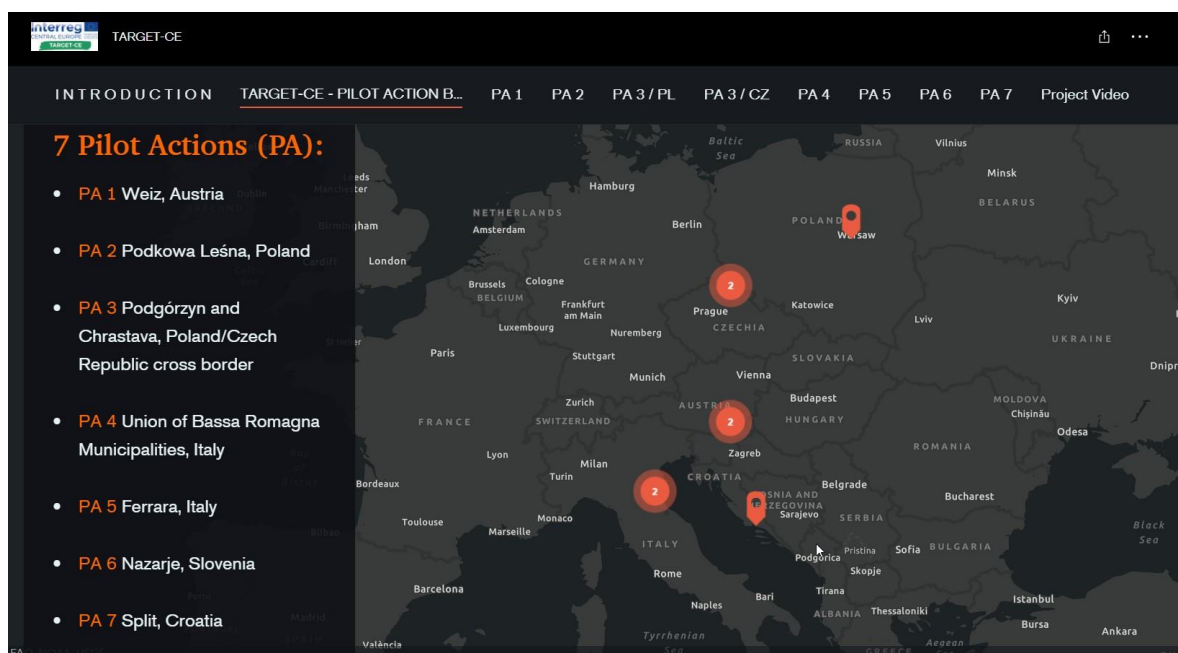 Interreg
CENTRAL EUROPE
TARGET-CE
TARGET-CE
INTRODUCTION
TARGET-CE - PILOT ACTION B...
PA 1
PA 2
PA 3 / PL
PA 3 / CZ
PA 4
PA 5
PA 6
PA 7
Project Video
7 Pilot Actions (PA):
• PA 1 Weiz, Austria
• PA 2 Podkowa Leśna, Poland
• PA 3 Podgórzyn and
Chrastava, Poland/Czech
Republic cross border
• PA 4 Union of Bassa Romagna
Municipalities, Italy
• PA 5 Ferrara, Italy
• PA 6 Nazarje, Slovenia
• PA 7 Split, Croatia
Baltic
Sea
RUSSIA
Vilnius
Minsk
BELARUS
Hamburg
NETHERLANDS
Amsterdam
Berlin
POLAND
Warsaw
London
GERMANY
Brussels
Cologne
BELGIUM
2
Frankfurt
am Main
Prague
Katowice
Kyiv
Luxembourg
Nuremberg
CZECHIA
Lviv
UKRAINE
Paris
Stuttgart
SLOVAKIA
Munich
Vienna
Zurich
AUSTRIA
Budapest
MOLDOVA
Chișinău
FRANCE
SWITZERLAND
2
HUNGARY
Odesa
Lyon
Zagreb
ROMANIA
Milan
Turin
CROATIA
Bordeaux
2
BOSNIA AND
HERZEGOVINA
Belgrade
Bucharest
Toulouse
Monaco
Sarajevo
SERBIA
Marseille
Black
Sea
ITALY
Podgorica
Pristina
Sofia
BULGARIA
Rome
Skopje
Barcelona
Bari
Tirana
Istanbul
Naples
ALBANIA
Thessaloniki
Bursa
Ankara
Tyrrhenian
Sea
València
GREECE
Aegean